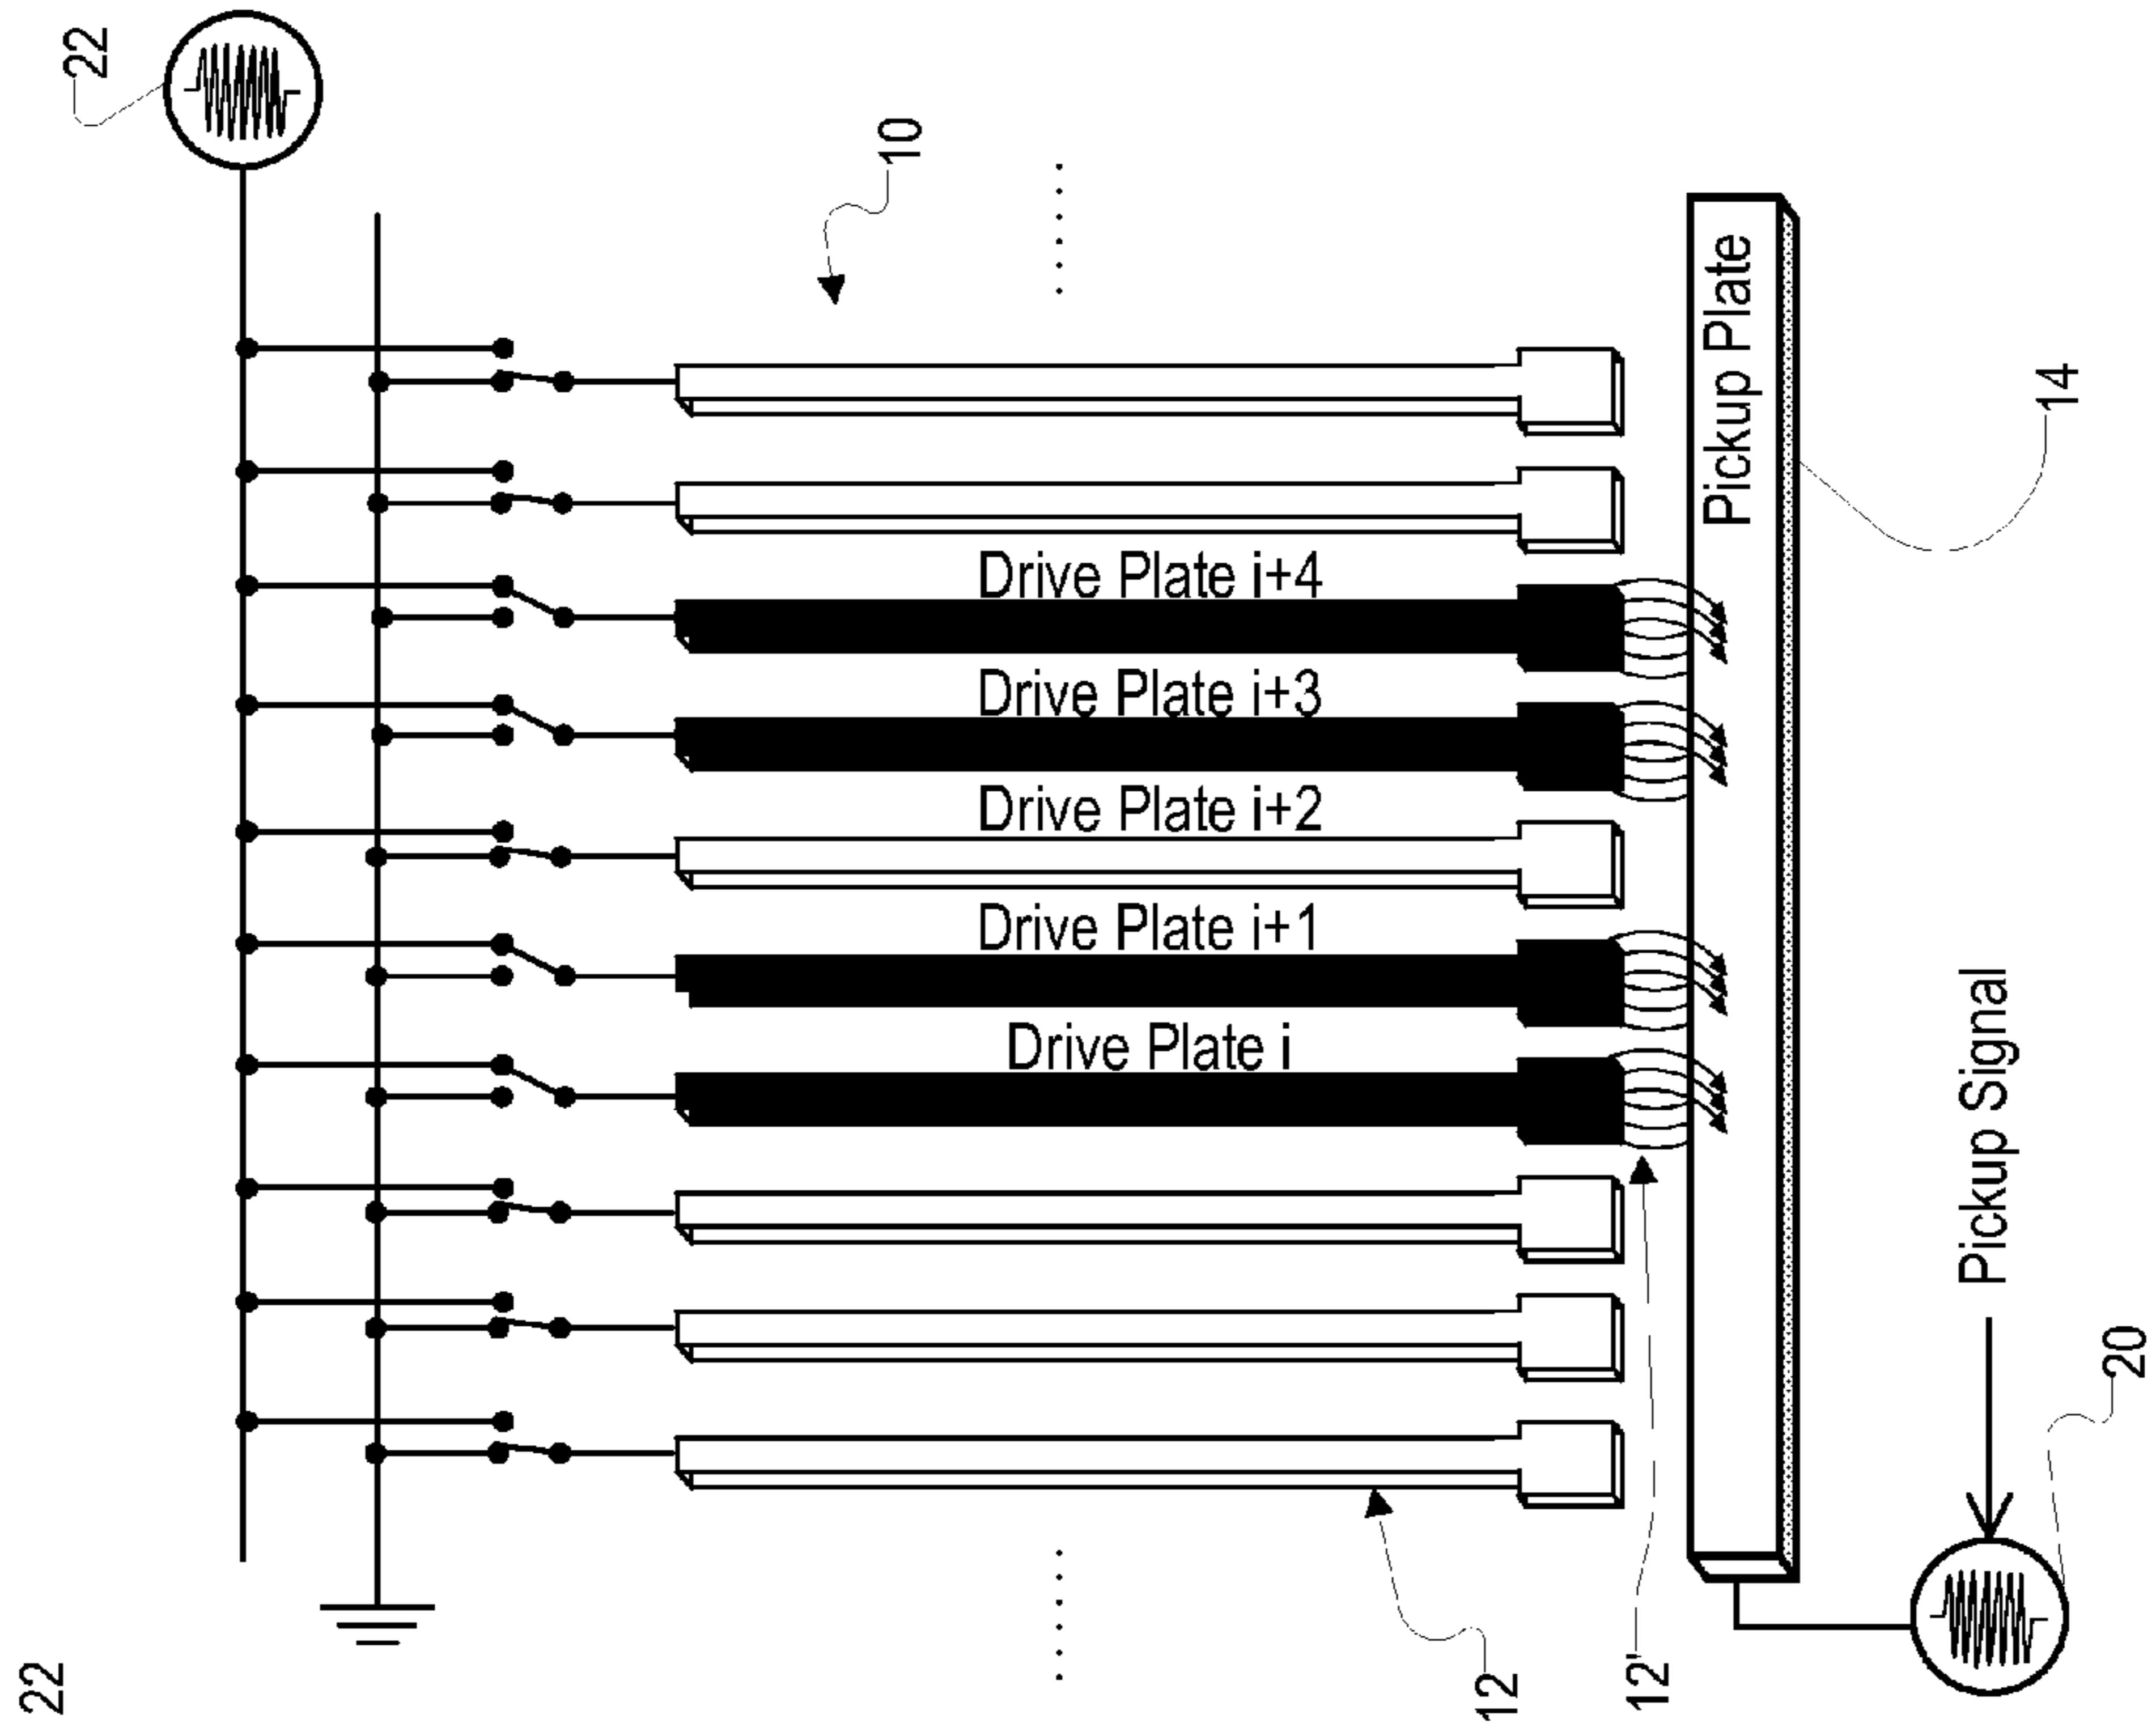 22
10
Drive Plate i+4
Drive Plate i+3
Drive Plate i+2
Drive Plate i+1
Drive Plate i
Pickup Plate
14
Pickup Signal
20
22
12
12'